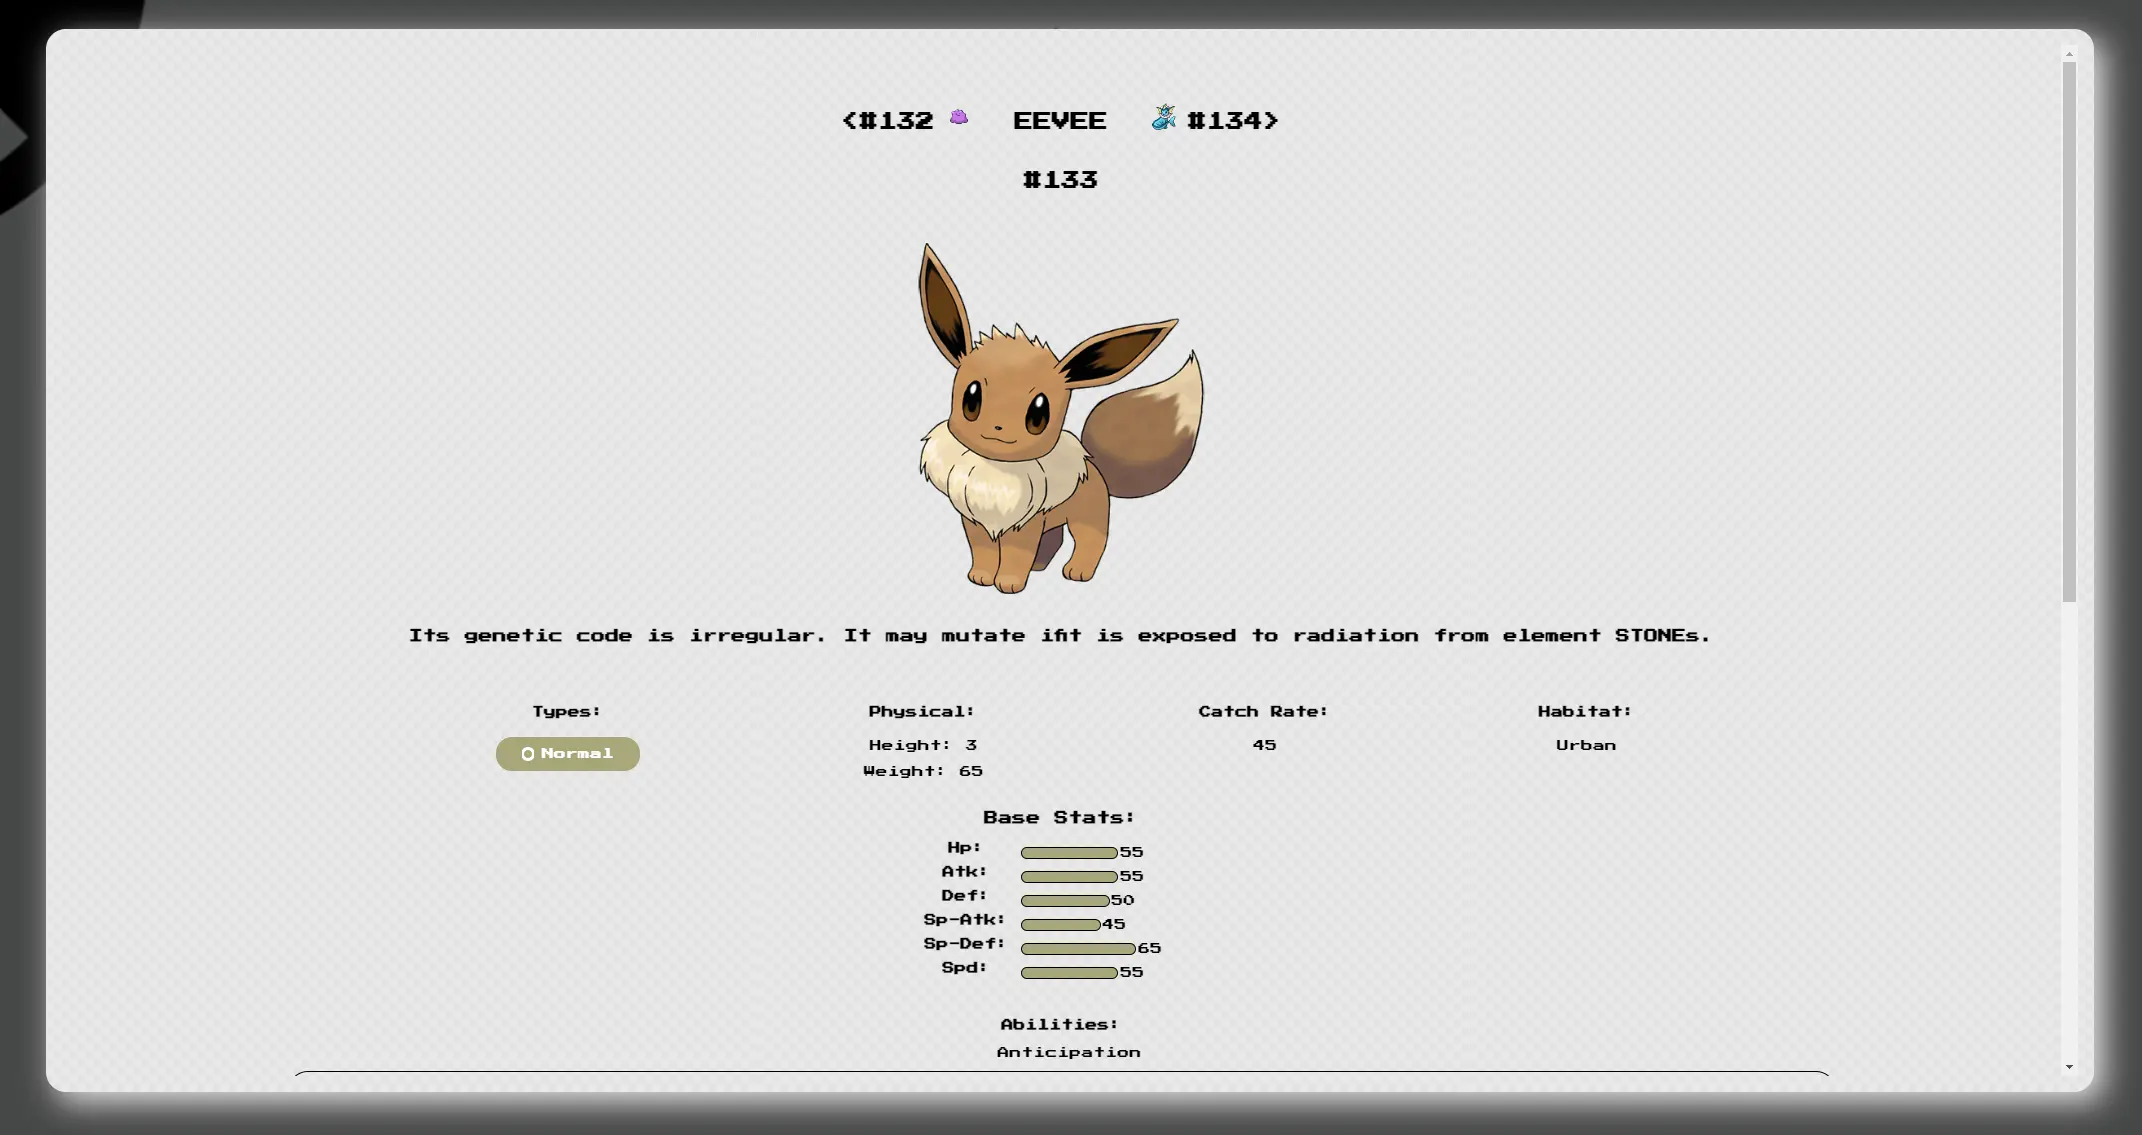 <#132 EEVEE #134>
#133
Its genetic code is irregular. It may mutate ifit is exposed to radiation from element STONEs.
Types: Physical: Catch Rate: Habitat:
Normal Height: 3 45 Urban
Weight: 65
Base Stats:
Hp: 55
Atk: 55
Def: 50
Sp-Atk: 45
Sp-Def: 65
Spd: 55
Abilities:
Anticipation